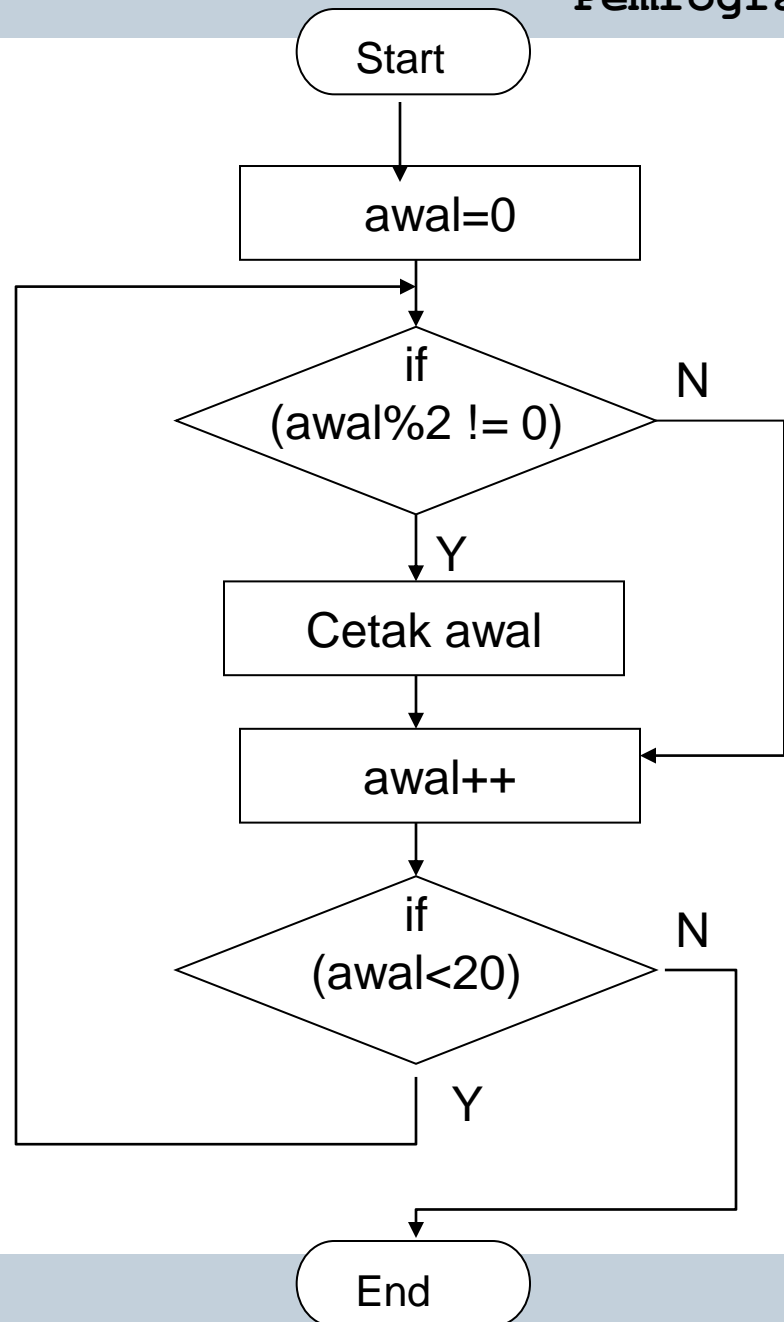 Start
awal=0
if
(awal%2 != 0)
N
Y
Cetak awal
awal++
if
(awal<20)
N
Y
End